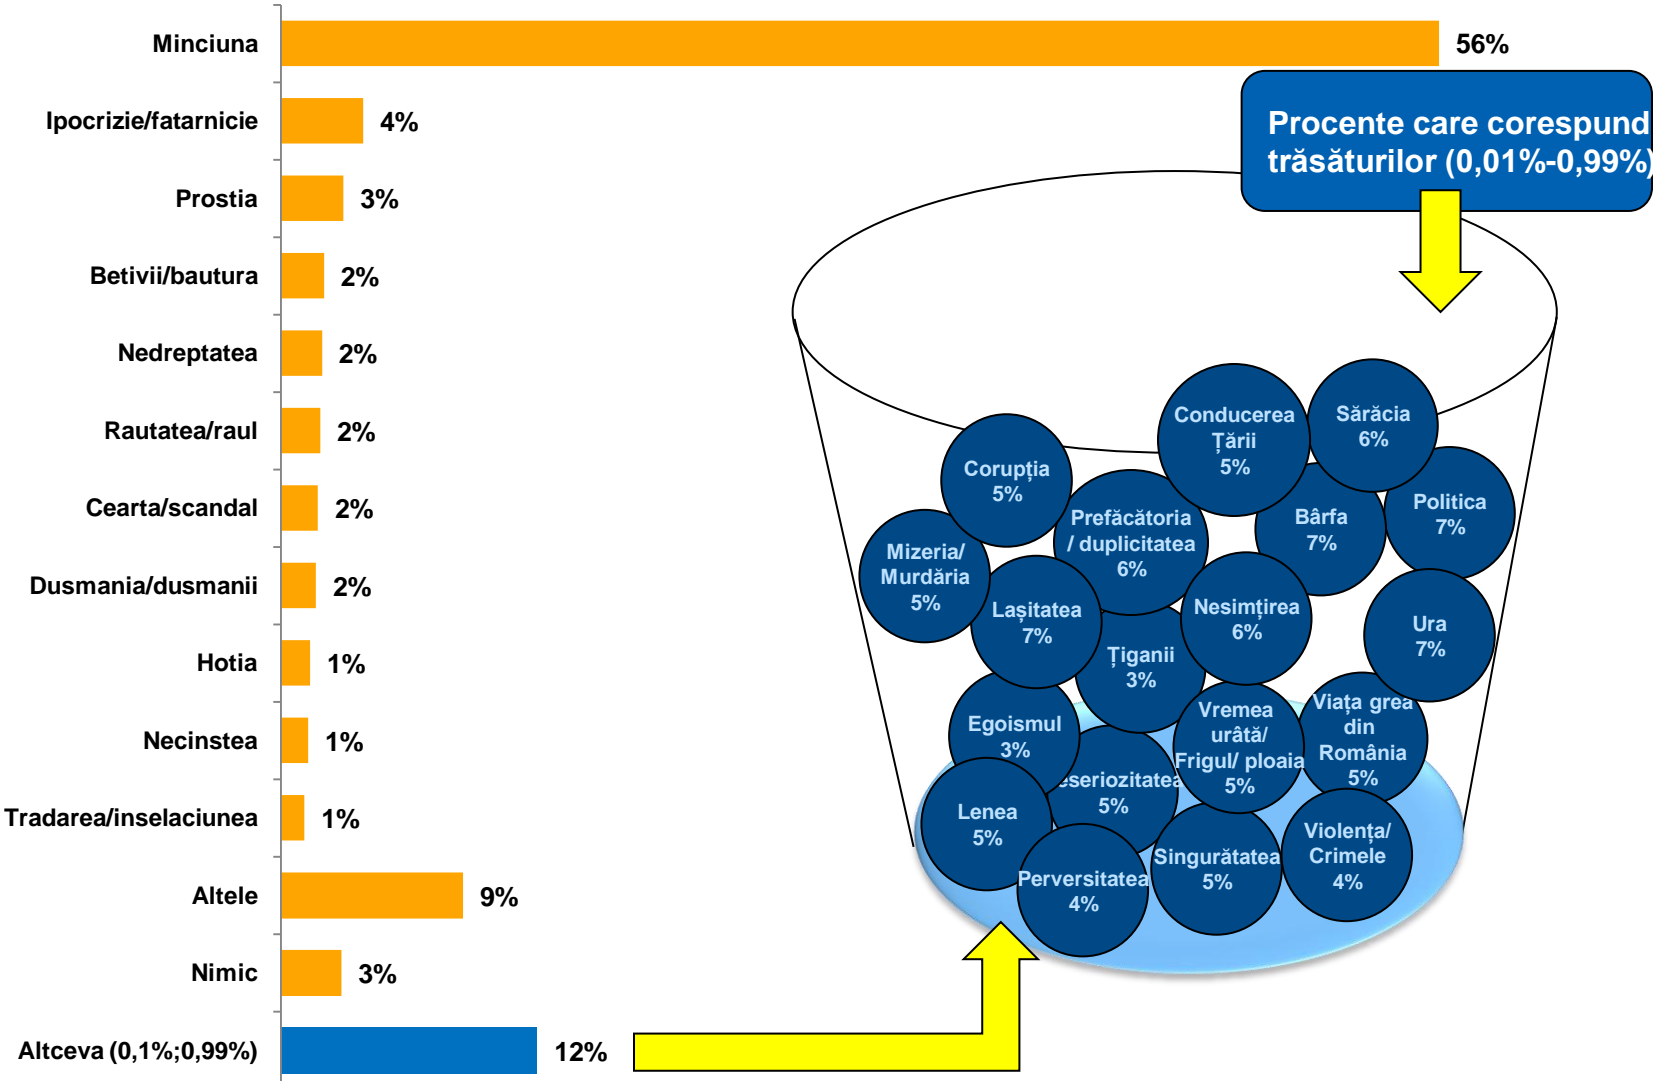 Minciuna 56%
Ipocrizie/fatarnicie 4%
Prostia 3%
Betivii/bautura 2%
Nedreptatea 2%
Rautatea/raul 2%
Cearta/scandal 2%
Dusmania/dusmanii 2%
Hotia 1%
Necinstea 1%
Tradarea/inselaciunea 1%
Altele 9%
Nimic 3%
Altceva (0,1%;0,99%) 12%
Procente care corespund
trăsăturilor (0,01%-0,99%)
Conducerea
Țării
5%
Sărăcia
6%
Corupția
5%
Prefăcătoria
/ duplicitatea
6%
Bârfa
7%
Politica
7%
Mizeria/
Murdăria
5%
Lașitatea
7%
Nesimțirea
6%
Ura
7%
Țiganii
3%
Egoismul
3%
Vremea
urâtă/
Frigul/ ploaia
5%
Viața grea
din
România
5%
eseriozitatea
5%
Lenea
5%
Perversitatea
4%
Singurătatea
5%
Violența/
Crimele
4%